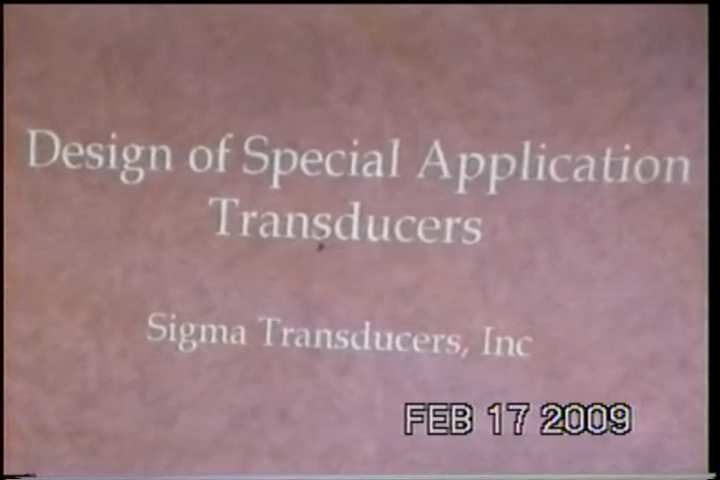 Design of Special Application
Transducers
Sigma Transducers, Inc
FEB 17 2009